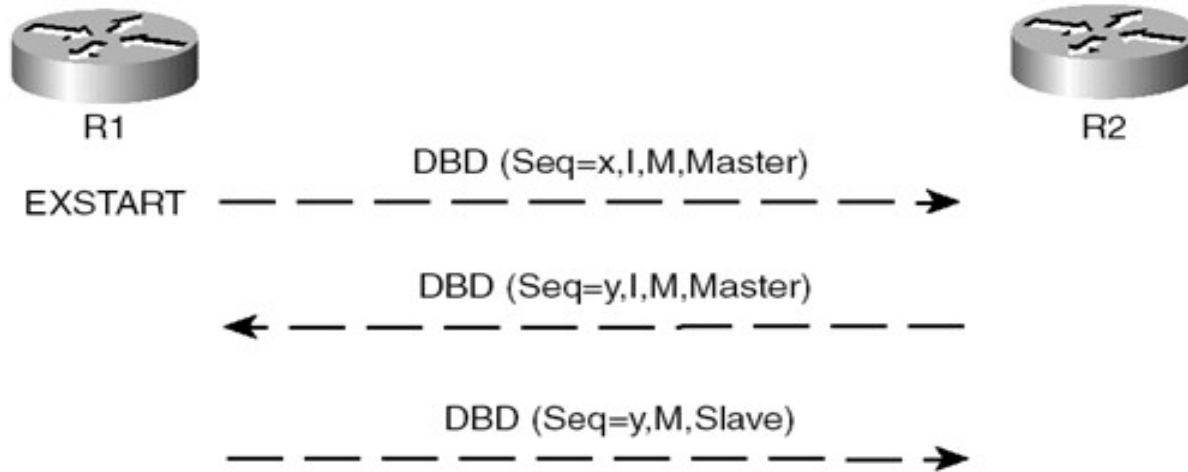 R1
R2
DBD (Seq=x,I,M,Master)
EXSTART
DBD (Seq=y,I,M,Master)
DBD (Seq=y,M,Slave)